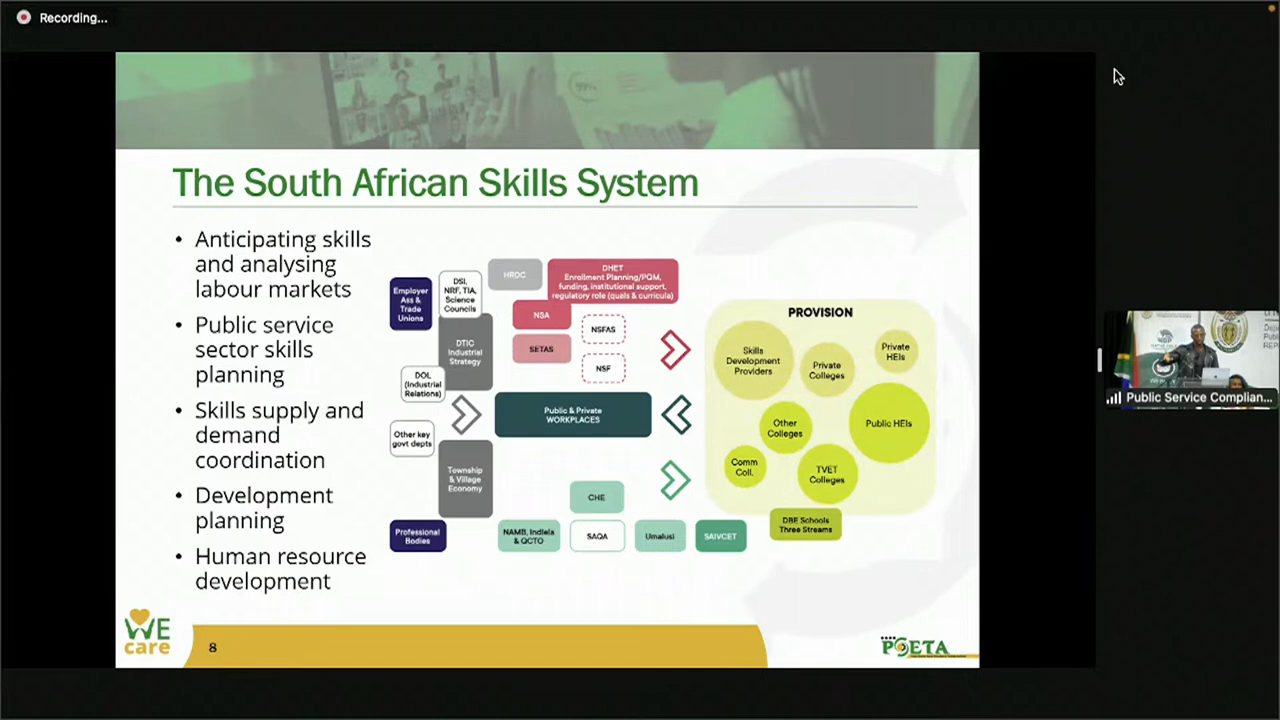 Recording...
The South African Skills System
• Anticipating skills
and analysing
labour markets
• Public service
sector skills
planning
• Skills supply and
demand
coordination
• Development
planning
• Human resource
development
Employer
Ass &
Trade
Unions
DSI,
NRF, TIA,
Science
Councils
HRDC
DHET
Enrollment Planning/PQM,
funding, institutional support,
regulatory role (quals & curricula)
NSA
SETAS
NSFAS
NSF
DTIC
Industrial
Strategy
DOL
(Industrial
Relations)
Public & Private
WORKPLACES
Other key
govt depts
Township
& Village
Economy
Professional
Bodies
CHE
NAMB, Indlela
& QCTO
SAQA
Umalusi
SAIVCET
PROVISION
Skills
Development
Providers
Private
Colleges
Private
HEIs
Other
Colleges
Public HEIs
Comm
Coll.
TVET
Colleges
DBE Schools
Three Streams
WE
care
8
PSETA
Public Service Complian...